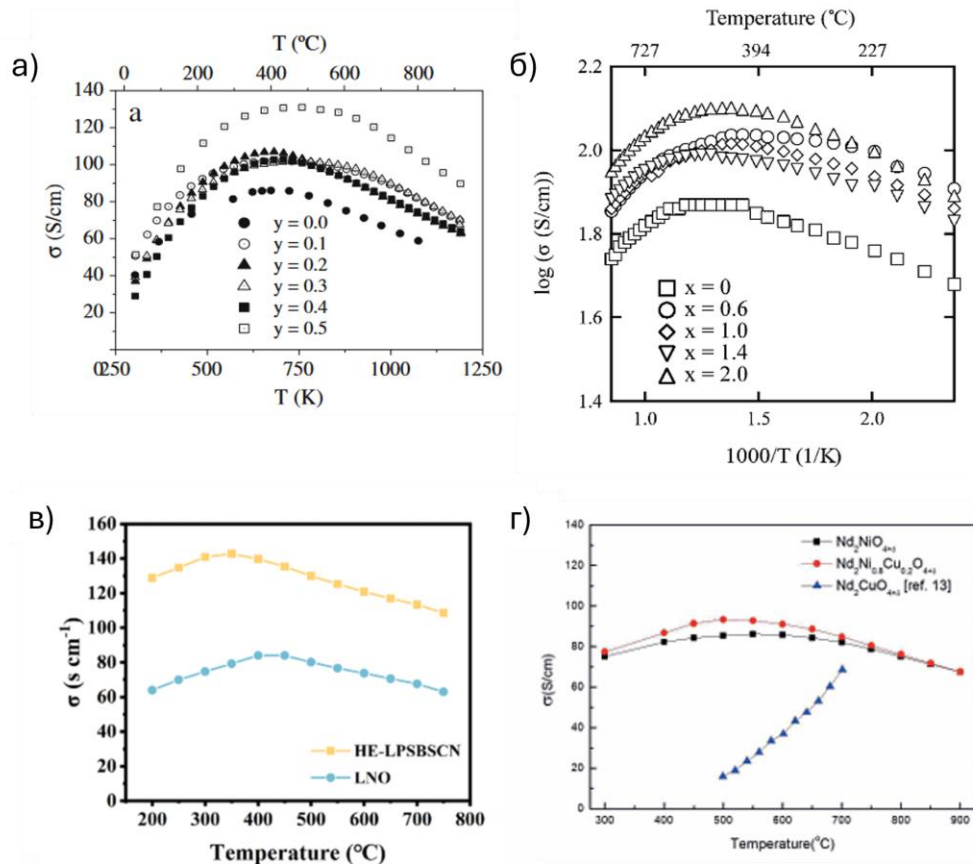 а)
T (ºC)
0 200 400 600 800
а
140
120
100
80
60
40
20
0
σ (S/cm)
y = 0.0
y = 0.1
y = 0.2
y = 0.3
y = 0.4
y = 0.5
250 500 750 1000 1250
T (K)
б)
Temperature (°C)
727 394 227
2.2
2.0
1.8
1.6
1.4
log (σ (S/cm))
x = 0
x = 0.6
x = 1.0
x = 1.4
x = 2.0
1.0 1.5 2.0
1000/T (1/K)
в)
160
140
120
100
80
60
40
20
0
σ (s cm⁻¹)
HE-LPSBSCN
LNO
200 300 400 500 600 700 800
Temperature (°C)
г)
140
120
100
80
60
40
20
0
σ(S/cm)
Nd₂NiO₄₊δ
Nd₂Ni₀.₈Cu₀.₂O₄₊δ
Nd₂CuO₄₊δ [ref. 13]
300 400 500 600 700 800 900
Temperature(°C)